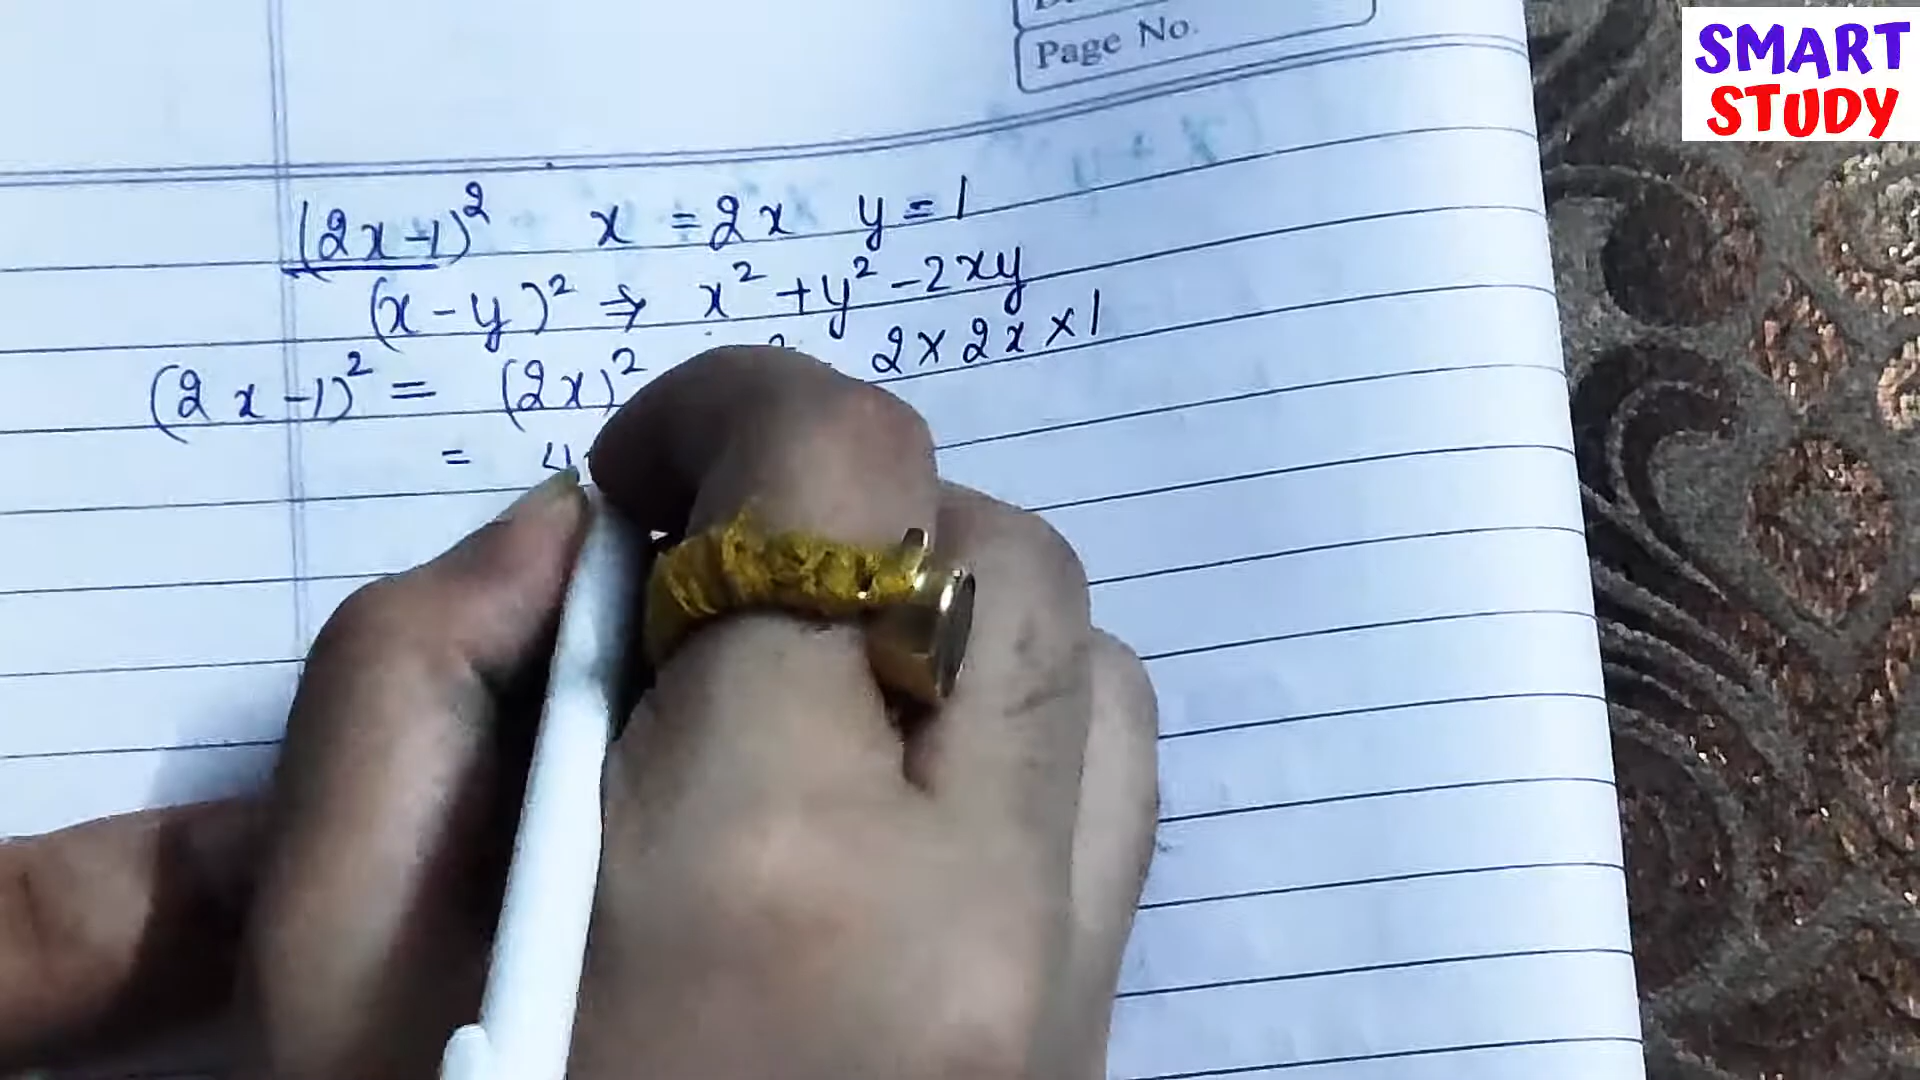 SMART
STUDY
Page No.
(2x-1)² x = 2x y = 1
(x-y)² ⇒ x² + y² - 2xy
(2x-1)² = (2x)² 2 × 2x × 1
= 4